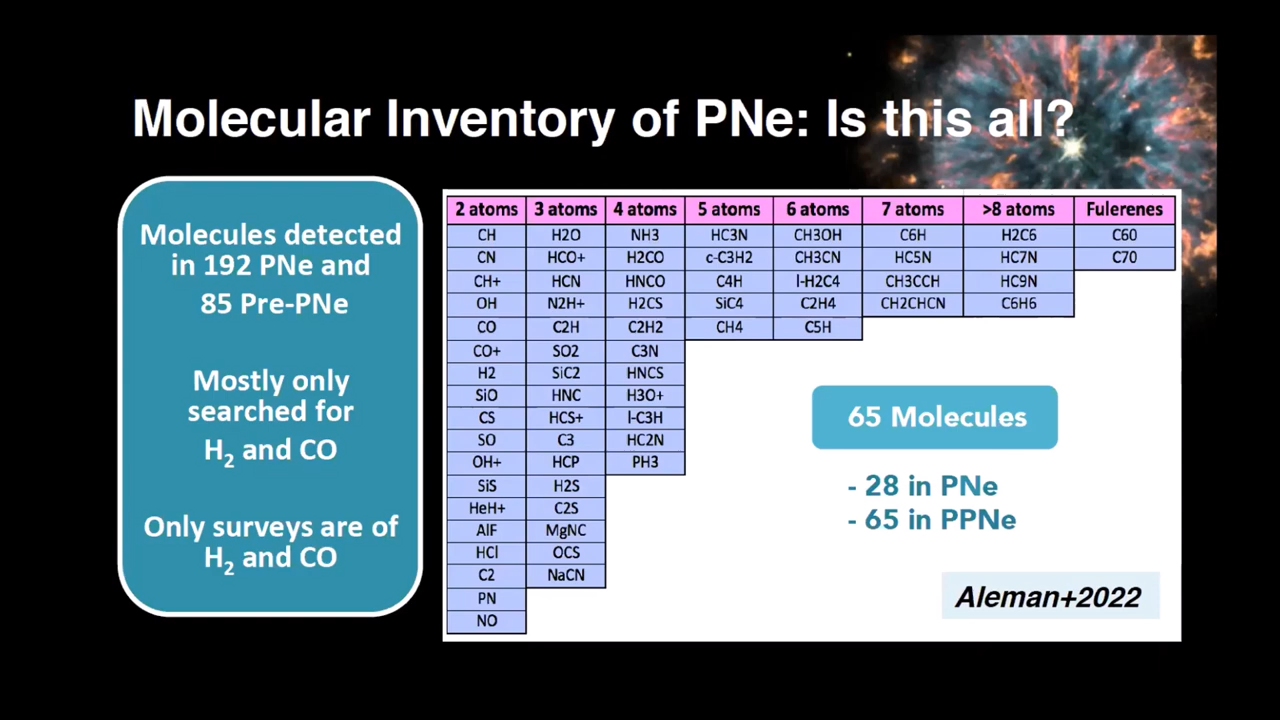 Molecular Inventory of PNe: Is this all?
Molecules detected
in 192 PNe and
85 Pre-PNe
Mostly only
searched for
H₂ and CO
Only surveys are of
H₂ and CO
2 atoms 3 atoms 4 atoms 5 atoms 6 atoms 7 atoms >8 atoms Fulerenes
CH H2O NH3 HC3N CH3OH C6H H2C6 C60
CN HCO+ H2CO c-C3H2 CH3CN HC5N HC7N C70
CH+ HCN HNCO C4H l-H2C4 CH3CCH HC9N
OH N2H+ H2CS SiC4 C2H4 CH2CHCN C6H6
CO C2H C2H2 CH4 C5H
CO+ SO2 C3N
H2 SiC2 HNCS
SiO HNC H3O+
CS HCS+ l-C3H
SO C3 HC2N
OH+ HCP PH3
SiS H2S
HeH+ C2S
AlF MgNC
HCl OCS
C2 NaCN
PN
NO
65 Molecules
- 28 in PNe
- 65 in PPNe
Aleman+2022